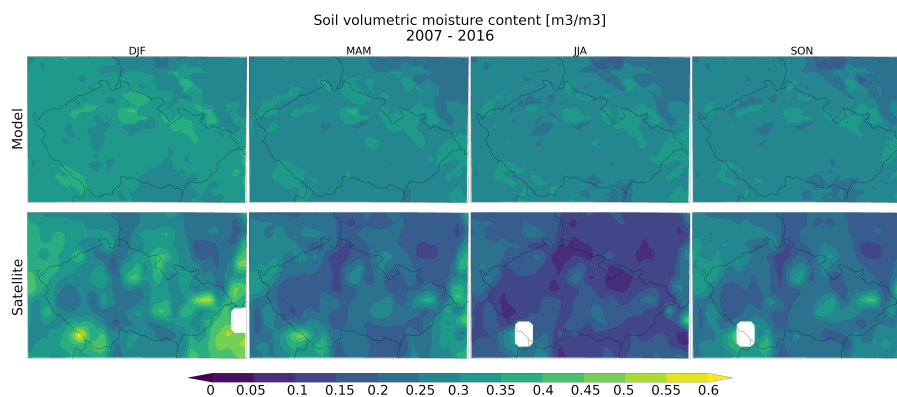 Soil volumetric moisture content [m3/m3]
2007 - 2016
DJF MAM JJA SON
Model
Satellite
0 0.05 0.1 0.15 0.2 0.25 0.3 0.35 0.4 0.45 0.5 0.55 0.6